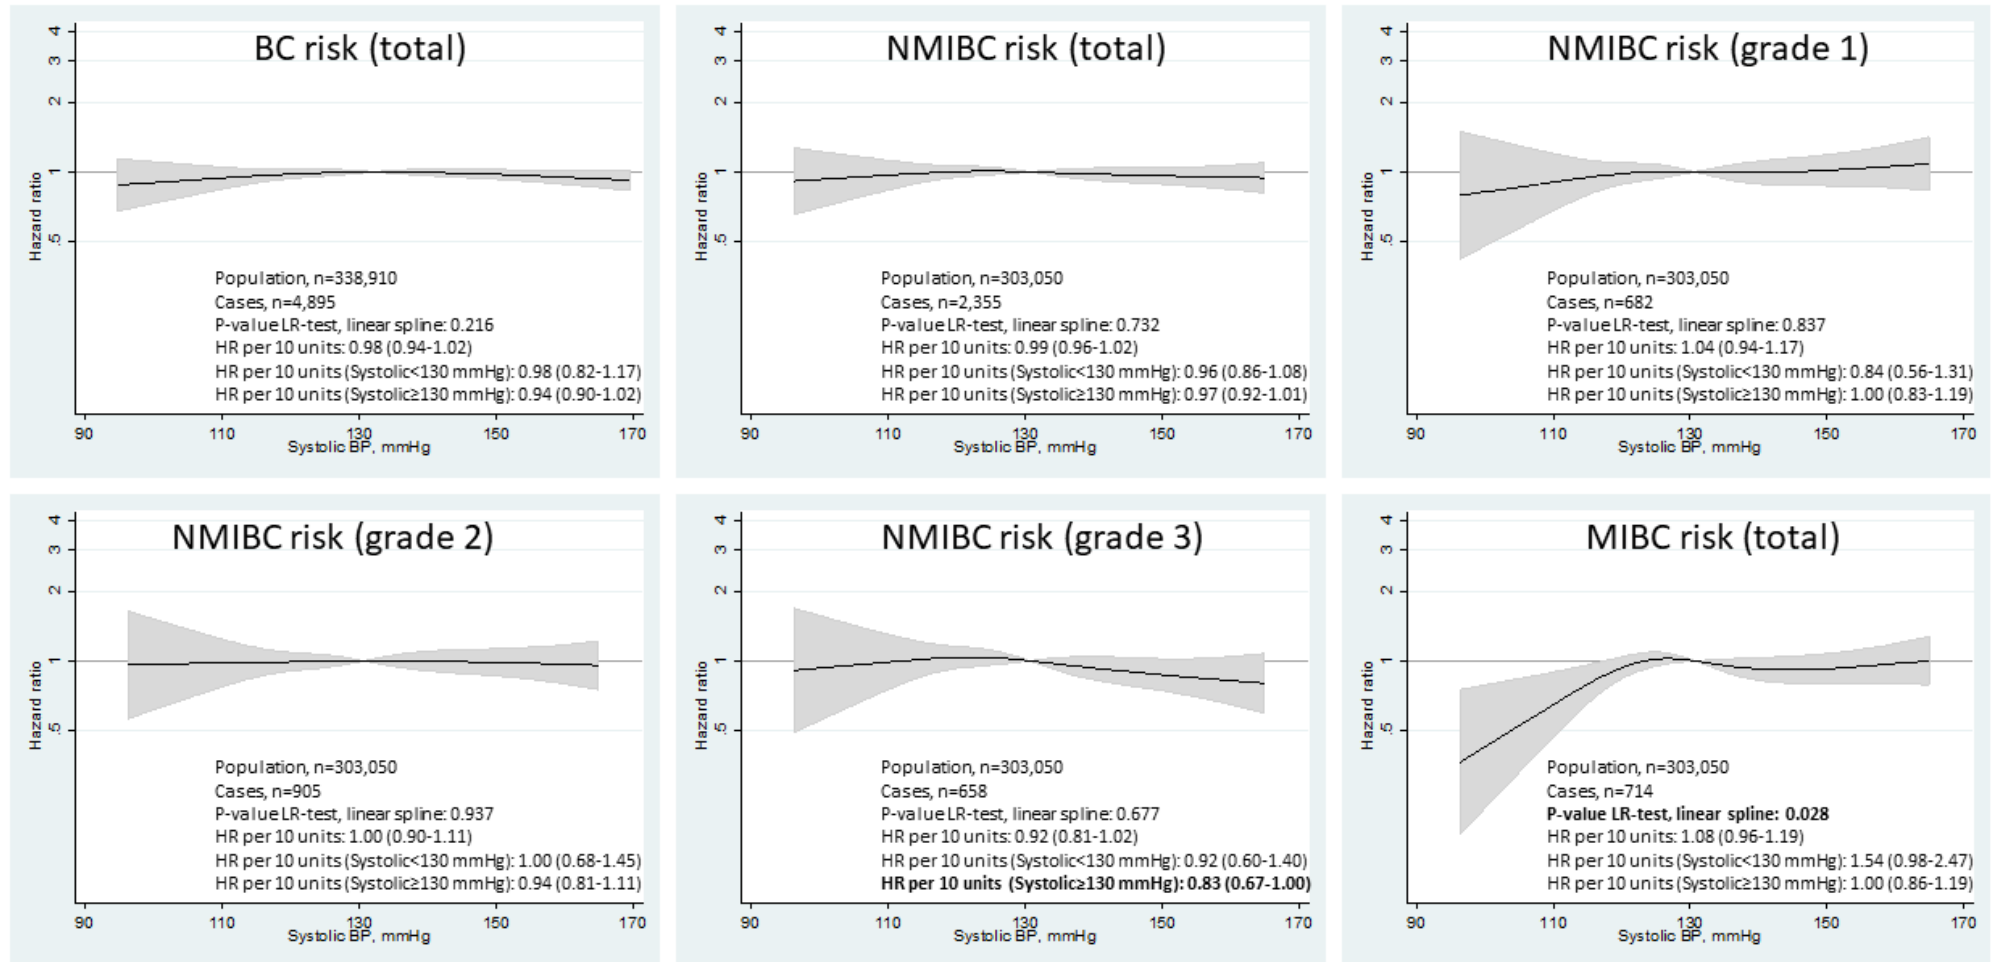 BC risk (total)
4
3
2
1
.5
Hazard ratio
Population, n=338,910
Cases, n=4,895
P-value LR-test, linear spline: 0.216
HR per 10 units: 0.98 (0.94-1.02)
HR per 10 units (Systolic<130 mmHg): 0.98 (0.82-1.17)
HR per 10 units (Systolic≥130 mmHg): 0.94 (0.90-1.02)
90 110 130 150 170
Systolic BP, mmHg
NMIBC risk (total)
4
3
2
1
.5
Hazard ratio
Population, n=303,050
Cases, n=2,355
P-value LR-test, linear spline: 0.732
HR per 10 units: 0.99 (0.96-1.02)
HR per 10 units (Systolic<130 mmHg): 0.96 (0.86-1.08)
HR per 10 units (Systolic≥130 mmHg): 0.97 (0.92-1.01)
90 110 130 150 170
Systolic BP, mmHg
NMIBC risk (grade 1)
4
3
2
1
.5
Hazard ratio
Population, n=303,050
Cases, n=682
P-value LR-test, linear spline: 0.837
HR per 10 units: 1.04 (0.94-1.17)
HR per 10 units (Systolic<130 mmHg): 0.84 (0.56-1.31)
HR per 10 units (Systolic≥130 mmHg): 1.00 (0.83-1.19)
90 110 130 150 170
Systolic BP, mmHg
NMIBC risk (grade 2)
4
3
2
1
.5
Hazard ratio
Population, n=303,050
Cases, n=905
P-value LR-test, linear spline: 0.937
HR per 10 units: 1.00 (0.90-1.11)
HR per 10 units (Systolic<130 mmHg): 1.00 (0.68-1.45)
HR per 10 units (Systolic≥130 mmHg): 0.94 (0.81-1.11)
90 110 130 150 170
Systolic BP, mmHg
NMIBC risk (grade 3)
4
3
2
1
.5
Hazard ratio
Population, n=303,050
Cases, n=658
P-value LR-test, linear spline: 0.677
HR per 10 units: 0.92 (0.81-1.02)
HR per 10 units (Systolic<130 mmHg): 0.92 (0.60-1.40)
HR per 10 units (Systolic≥130 mmHg): 0.83 (0.67-1.00)
90 110 130 150 170
Systolic BP, mmHg
MIBC risk (total)
4
3
2
1
.5
Hazard ratio
Population, n=303,050
Cases, n=714
P-value LR-test, linear spline: 0.028
HR per 10 units: 1.08 (0.96-1.19)
HR per 10 units (Systolic<130 mmHg): 1.54 (0.98-2.47)
HR per 10 units (Systolic≥130 mmHg): 1.00 (0.86-1.19)
90 110 130 150 170
Systolic BP, mmHg